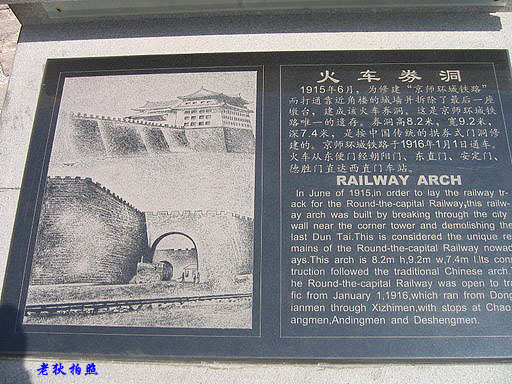 火车券洞
1915年6月,为修建“京师环城铁路”
而打通靠近角楼的城墙并拆除了最后一座
墩台,建成该火车券洞。这是京师环城铁
路唯一的遗存。券洞高8.2米,宽9.2米,
深7.4米,是按中国传统的拱券式门洞修
建的。京师环城铁路于1916年1月1日通车,
火车从东便门经朝阳门、东直门、安定门、
德胜门直达西直门车站。
RAILWAY ARCH
In June of 1915,in order to lay the railway tr-
ack for the Round-the-capital Railway,this railw-
ay arch was built by breaking through the city
wall near the corner tower and demolishing the
last Dun Tai.This is considered the unique re
mains of the Round-the-capital Railway nowad
ays.This arch is 8.2m h,9.2m w,7.4m l.Its cons
truction followed the traditional Chinese arch.T
he Round-the-capital Railway was open to tra
fic from January 1,1916,which ran from Dong
ianmen through Xizhimen,with stops at Chao
angmen,Andingmen and Deshengmen.
老狄拍照